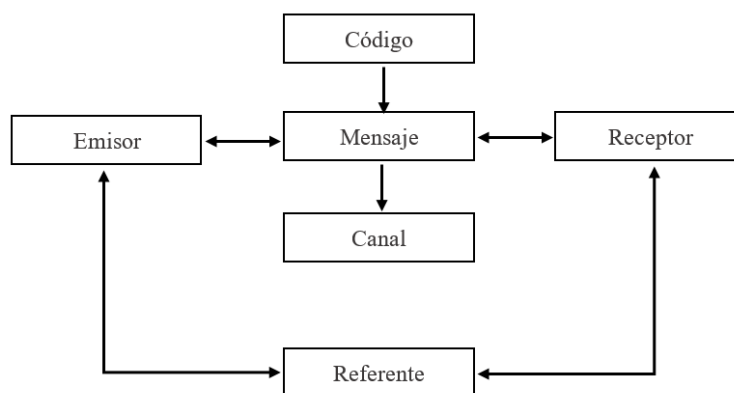 Código
Emisor
Mensaje
Receptor
Canal
Referente